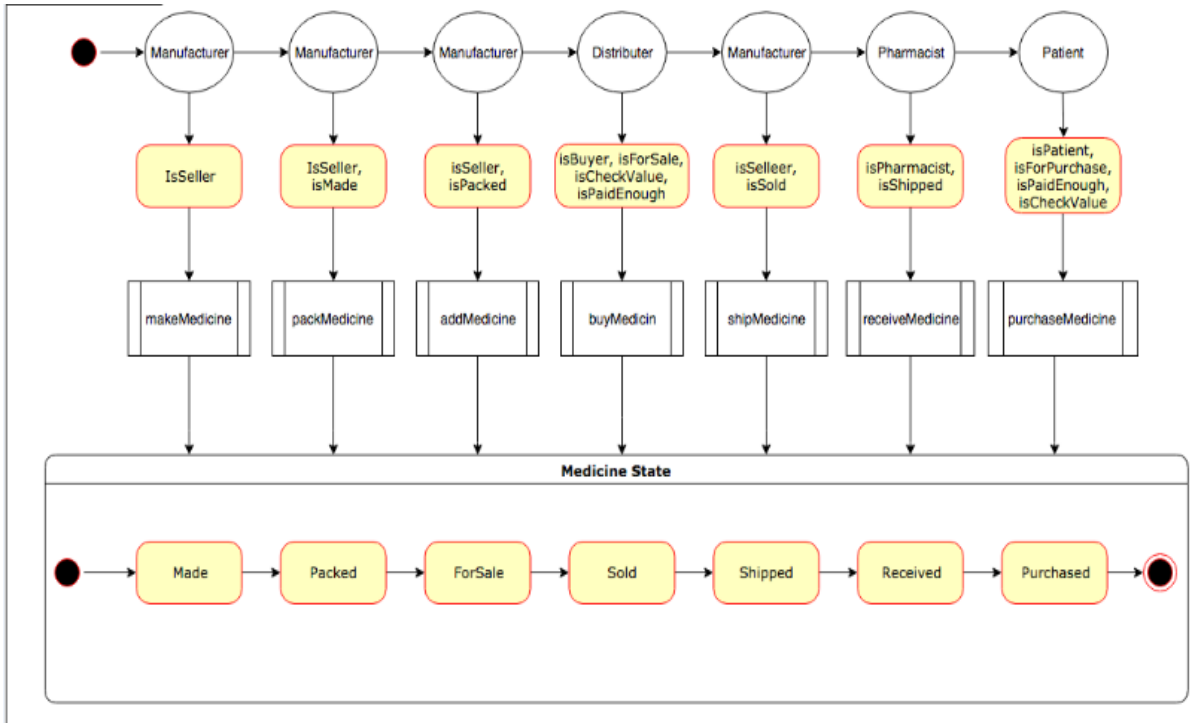 Manufacturer
Manufacturer
Manufacturer
Distributer
Manufacturer
Pharmacist
Patient
IsSeller
IsSeller,
isMade
isSeller,
isPacked
isBuyer, isForSale,
isCheckValue,
isPaidEnough
isSelleer,
isSold
isPharmacist,
isShipped
isPatient,
isForPurchase,
isPaidEnough,
isCheckValue
makeMedicine
packMedicine
addMedicine
buyMedicin
shipMedicine
receiveMedicine
purchaseMedicine
Medicine State
Made
Packed
ForSale
Sold
Shipped
Received
Purchased